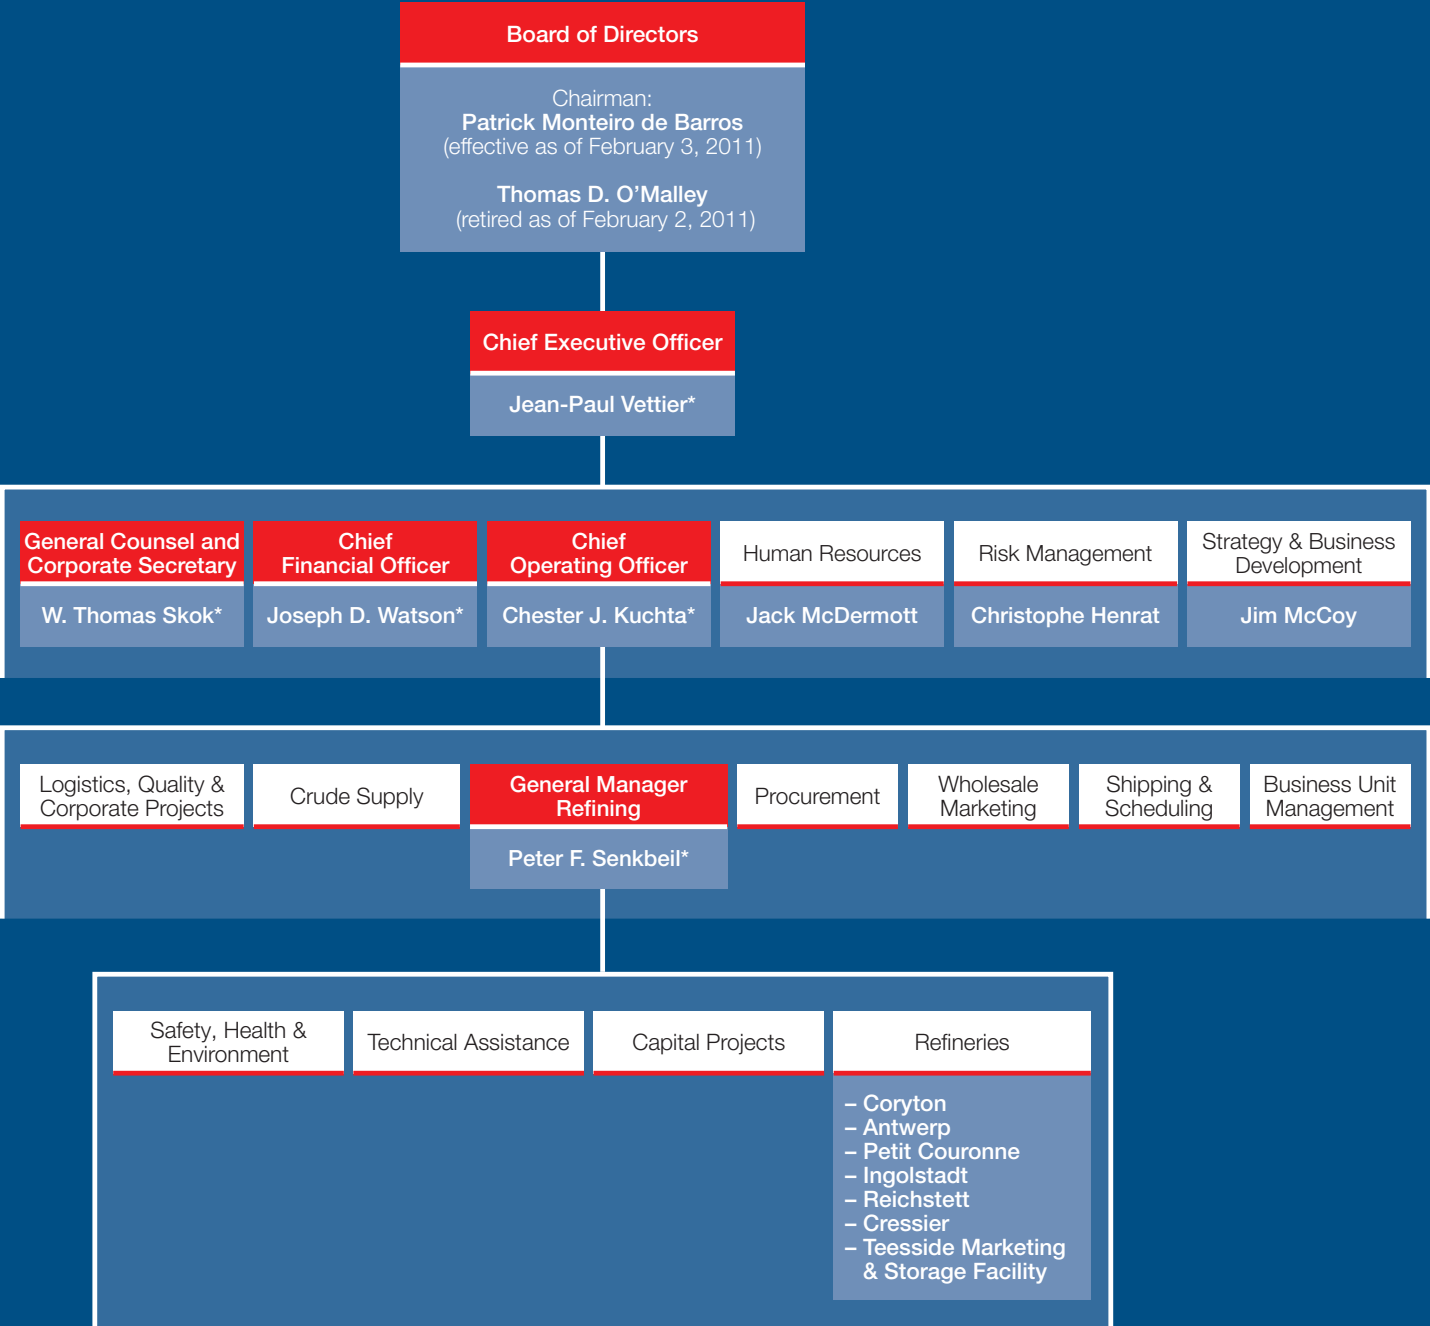 Board of Directors
Chairman:
Patrick Monteiro de Barros
(effective as of February 3, 2011)
Thomas D. O’Malley
(retired as of February 2, 2011)
Chief Executive Officer
Jean-Paul Vettier*
General Counsel and
Corporate Secretary
W. Thomas Skok*
Chief
Financial Officer
Joseph D. Watson*
Chief
Operating Officer
Chester J. Kuchta*
Human Resources
Jack McDermott
Risk Management
Christophe Henrat
Strategy & Business
Development
Jim McCoy
Logistics, Quality &
Corporate Projects
Crude Supply
General Manager
Refining
Peter F. Senkbeil*
Procurement
Wholesale
Marketing
Shipping &
Scheduling
Business Unit
Management
Safety, Health &
Environment
Technical Assistance
Capital Projects
Refineries
– Coryton
– Antwerp
– Petit Couronne
– Ingolstadt
– Reichstett
– Cressier
– Teesside Marketing
& Storage Facility